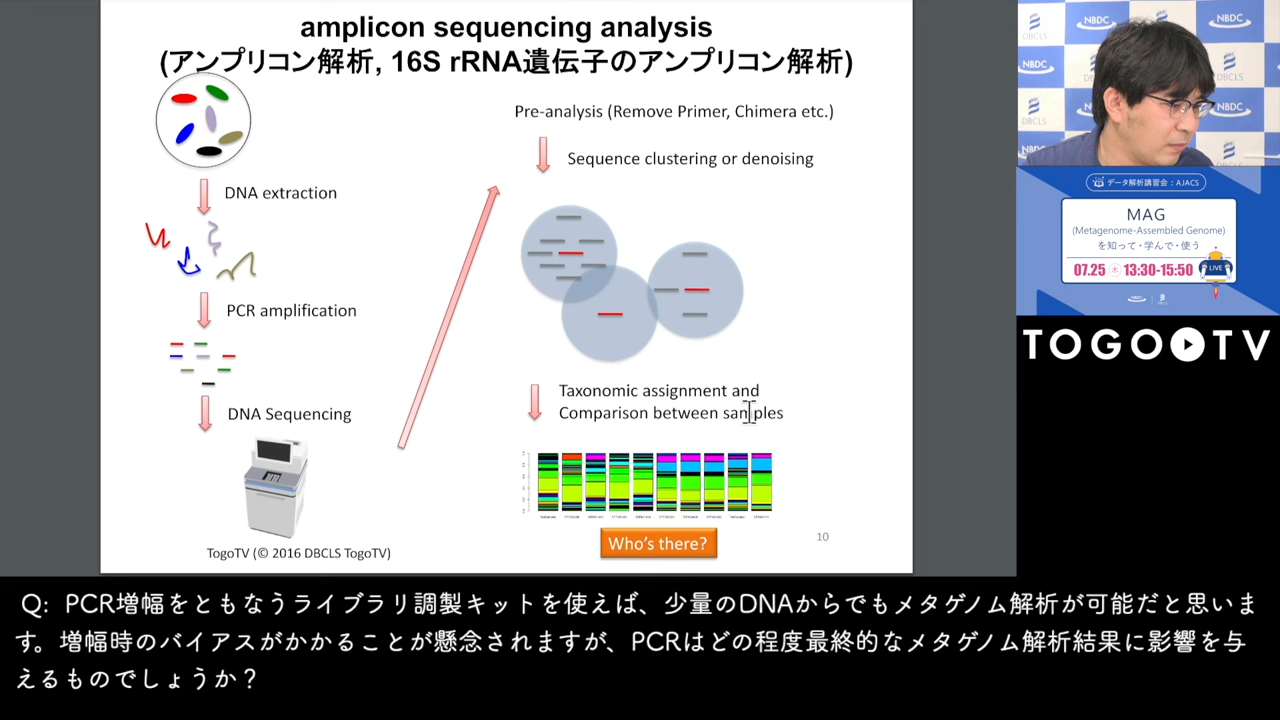 amplicon sequencing analysis
(アンプリコン解析, 16S rRNA遺伝子のアンプリコン解析)
DNA extraction
PCR amplification
DNA Sequencing
TogoTV (© 2016 DBCLS TogoTV)
Pre-analysis (Remove Primer, Chimera etc.)
Sequence clustering or denoising
Taxonomic assignment and
Comparison between samples
Who's there?
10
NBDC
NBDC
DBCLS
NBDC
DBCLS
DBCLS
NBDC
データ解析講習会:AJACS
MAG
(Metagenome-Assembled Genome)
を知って・学んで・使う
07.25 木 13:30-15:50
LIVE
NBDC
TOGO TV
Q: PCR増幅をともなうライブラリ調製キットを使えば、少量のDNAからでもメタゲノム解析が可能だと思いま
す。増幅時のバイアスがかかることが懸念されますが、PCRはどの程度最終的なメタゲノム解析結果に影響を与
えるものでしょうか?